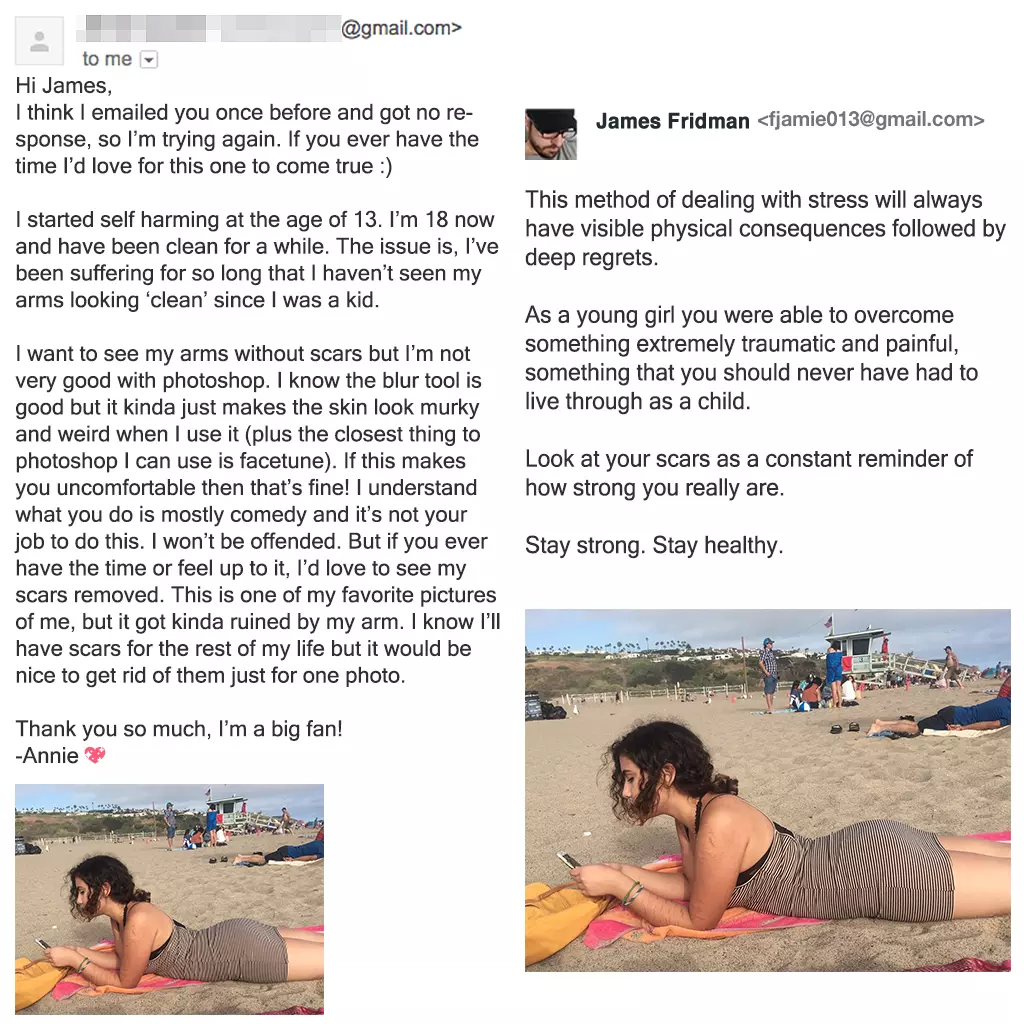 @gmail.com>
to me
Hi James,
I think I emailed you once before and got no re-
sponse, so I'm trying again. If you ever have the
time I'd love for this one to come true :)
I started self harming at the age of 13. I'm 18 now
and have been clean for a while. The issue is, I've
been suffering for so long that I haven't seen my
arms looking 'clean' since I was a kid.
I want to see my arms without scars but I'm not
very good with photoshop. I know the blur tool is
good but it kinda just makes the skin look murky
and weird when I use it (plus the closest thing to
photoshop I can use is facetune). If this makes
you uncomfortable then that's fine! I understand
what you do is mostly comedy and it's not your
job to do this. I won't be offended. But if you ever
have the time or feel up to it, I'd love to see my
scars removed. This is one of my favorite pictures
of me, but it got kinda ruined by my arm. I know I'll
have scars for the rest of my life but it would be
nice to get rid of them just for one photo.
Thank you so much, I'm a big fan!
-Annie 💖
James Fridman <fjamie013@gmail.com>
This method of dealing with stress will always
have visible physical consequences followed by
deep regrets.
As a young girl you were able to overcome
something extremely traumatic and painful,
something that you should never have had to
live through as a child.
Look at your scars as a constant reminder of
how strong you really are.
Stay strong. Stay healthy.